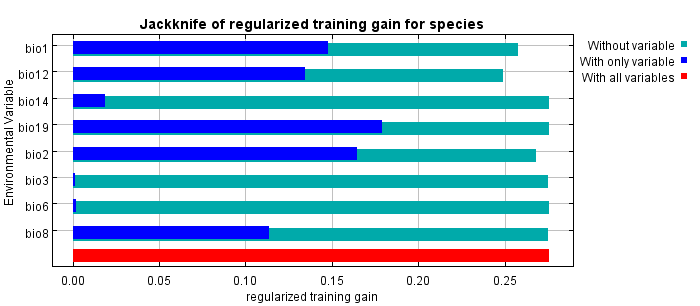 Jackknife of regularized training gain for species
Without variable
With only variable
With all variables
Environmental Variable
bio1
bio12
bio14
bio19
bio2
bio3
bio6
bio8
0.00 0.05 0.10 0.15 0.20 0.25
regularized training gain